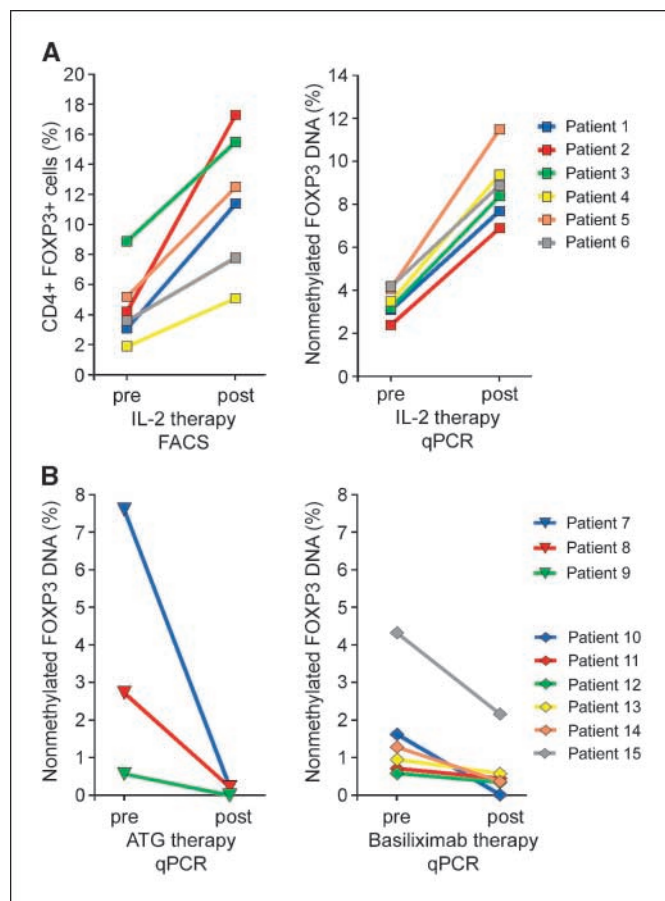 A
CD4+ FOXP3+ cells (%)
20
18
16
14
12
10
8
6
4
2
0
pre post
IL-2 therapy
FACS
Nonmethylated FOXP3 DNA (%)
14
12
10
8
6
4
2
0
pre post
IL-2 therapy
qPCR
Patient 1
Patient 2
Patient 3
Patient 4
Patient 5
Patient 6
B
Nonmethylated FOXP3 DNA (%)
8
7
6
5
4
3
2
1
0
pre post
ATG therapy
qPCR
Nonmethylated FOXP3 DNA (%)
8
7
6
5
4
3
2
1
0
pre post
Basiliximab therapy
qPCR
Patient 7
Patient 8
Patient 9
Patient 10
Patient 11
Patient 12
Patient 13
Patient 14
Patient 15